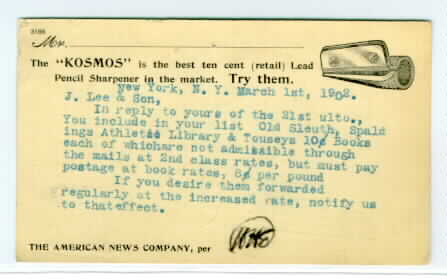 3186
Mr.
The "KOSMOS" is the best ten cent (retail) Lead
Pencil Sharpener in the market. Try them.
New York, N. Y. March 1st, 1902.
J. Lee & Son,
In reply to yours of the 21st ulto.,
You include in your list Old Sleuth, Spald
ings Athletic Library & Touseys 10¢ Books
each of whichare not admissible through
the mails at 2nd class rates, but must pay
postage at book rates, 8¢ per pound
If you desire them forwarded
regularly at the increased rate, notify us
to thateffect.
THE AMERICAN NEWS COMPANY, per